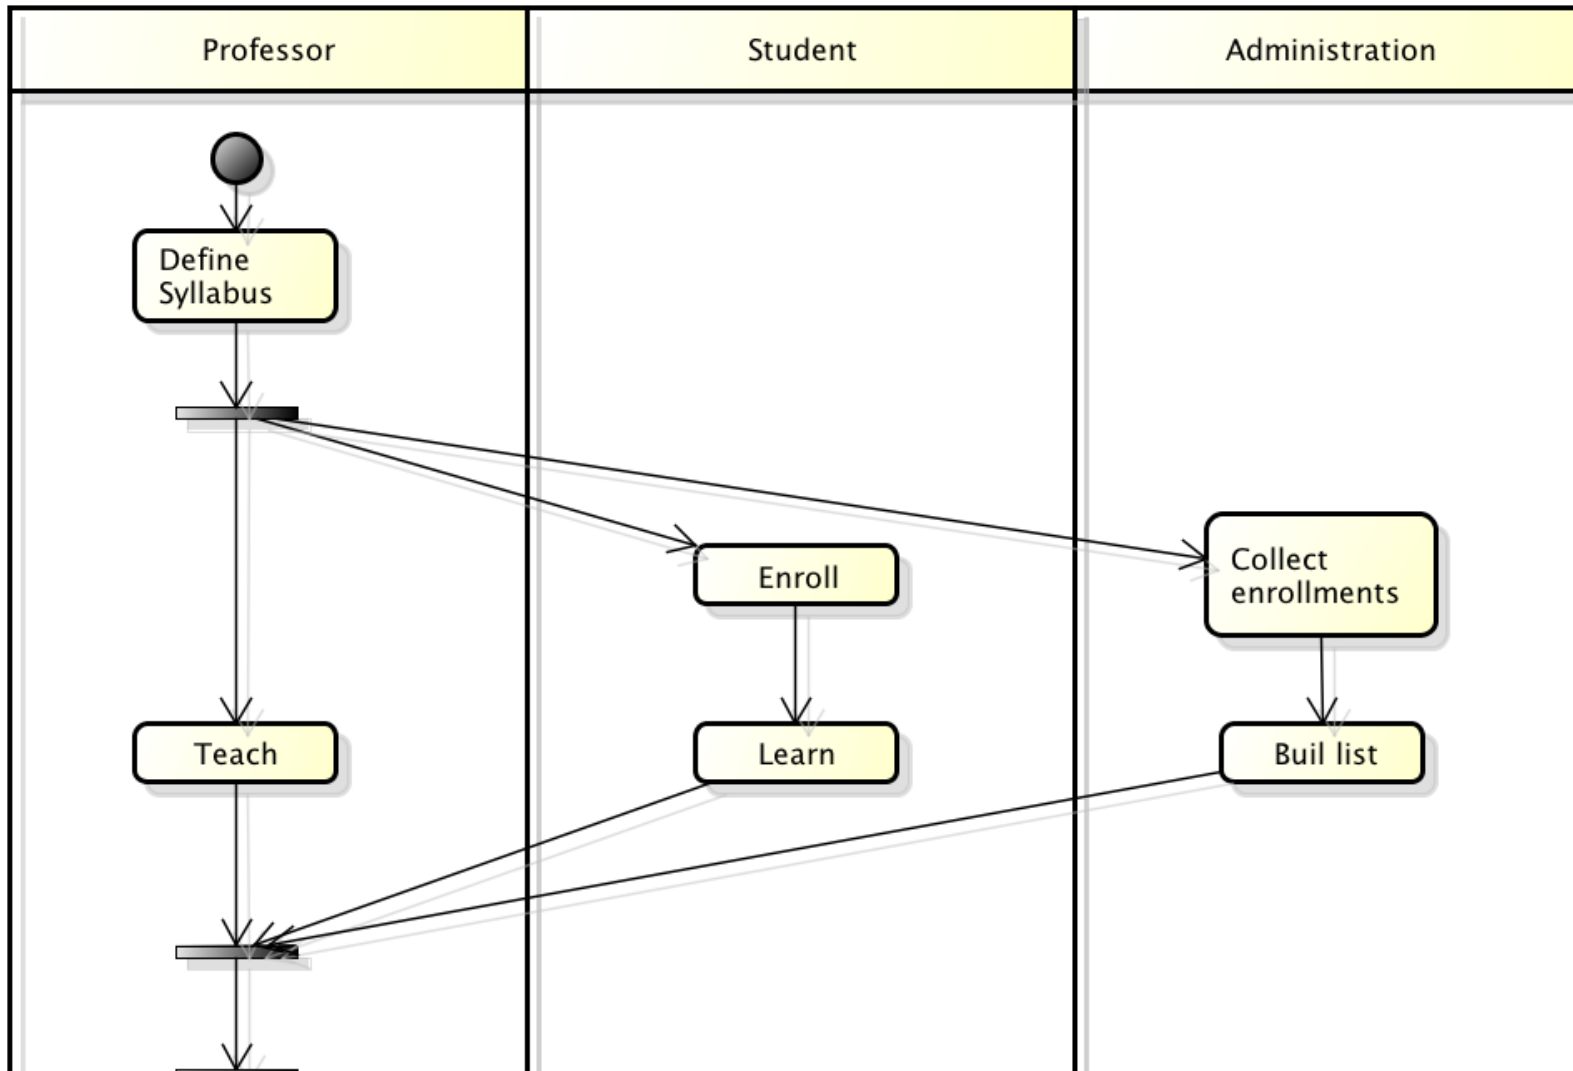 Professor
Student
Administration
Define
Syllabus
Enroll
Collect
enrollments
Teach
Learn
Buil list